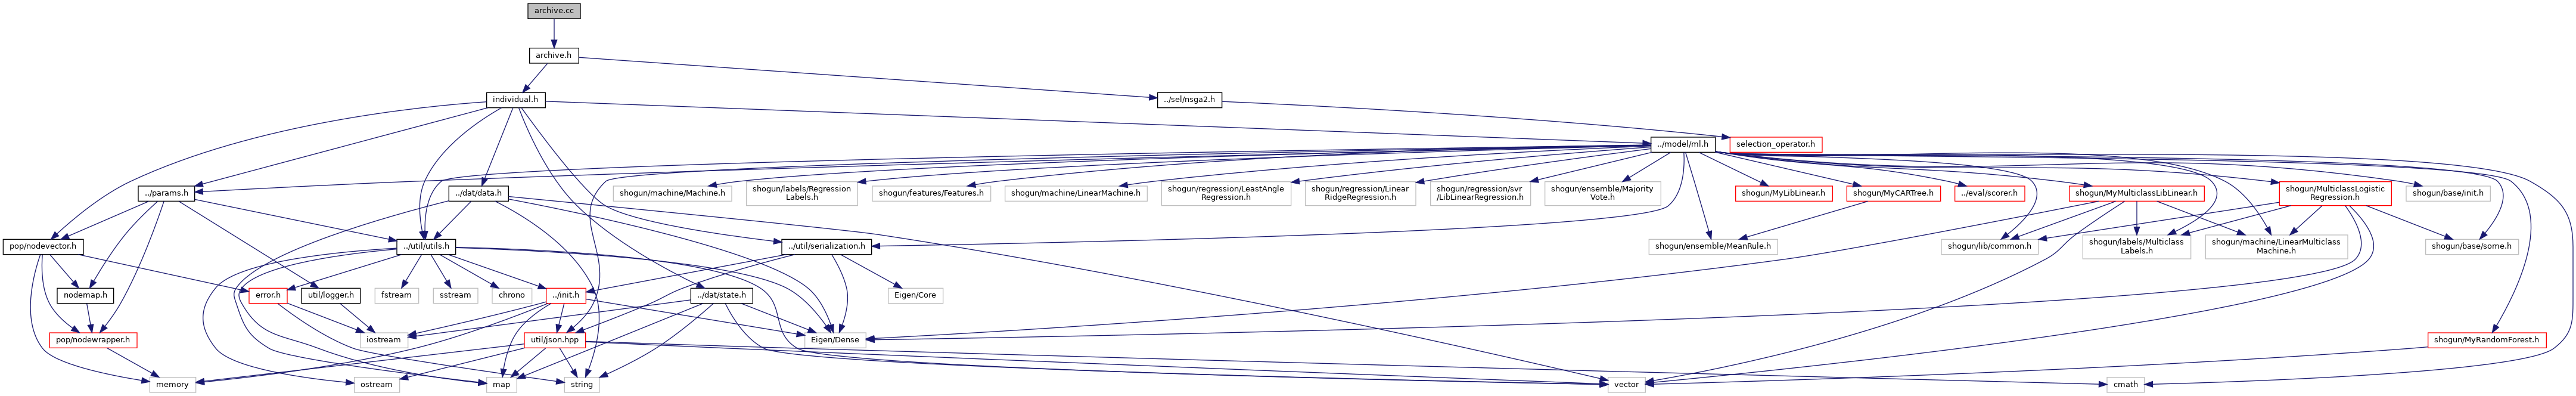 archive.cc
archive.h
individual.h
../sel/nsga2.h
../model/ml.h
selection_operator.h
../params.h
../dat/data.h
shogun/machine/Machine.h
shogun/labels/Regression
Labels.h
shogun/features/Features.h
shogun/machine/LinearMachine.h
shogun/regression/LeastAngle
Regression.h
shogun/regression/Linear
RidgeRegression.h
shogun/regression/svr
/LibLinearRegression.h
shogun/ensemble/Majority
Vote.h
shogun/MyLibLinear.h
shogun/MyCARTree.h
../eval/scorer.h
shogun/MyMulticlassLibLinear.h
shogun/MulticlassLogistic
Regression.h
shogun/base/init.h
pop/nodevector.h
../util/utils.h
../util/serialization.h
shogun/ensemble/MeanRule.h
shogun/lib/common.h
shogun/labels/Multiclass
Labels.h
shogun/machine/LinearMulticlass
Machine.h
shogun/base/some.h
nodemap.h
error.h
util/logger.h
fstream
sstream
chrono
../init.h
../dat/state.h
Eigen/Core
pop/nodewrapper.h
iostream
util/json.hpp
Eigen/Dense
shogun/MyRandomForest.h
memory
ostream
map
string
vector
cmath